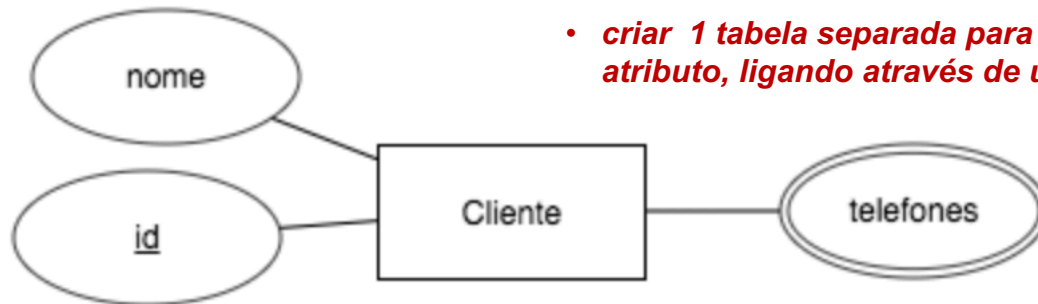 • criar 1 tabela separada para
atributo, ligando através de
nome
id
Cliente
telefones